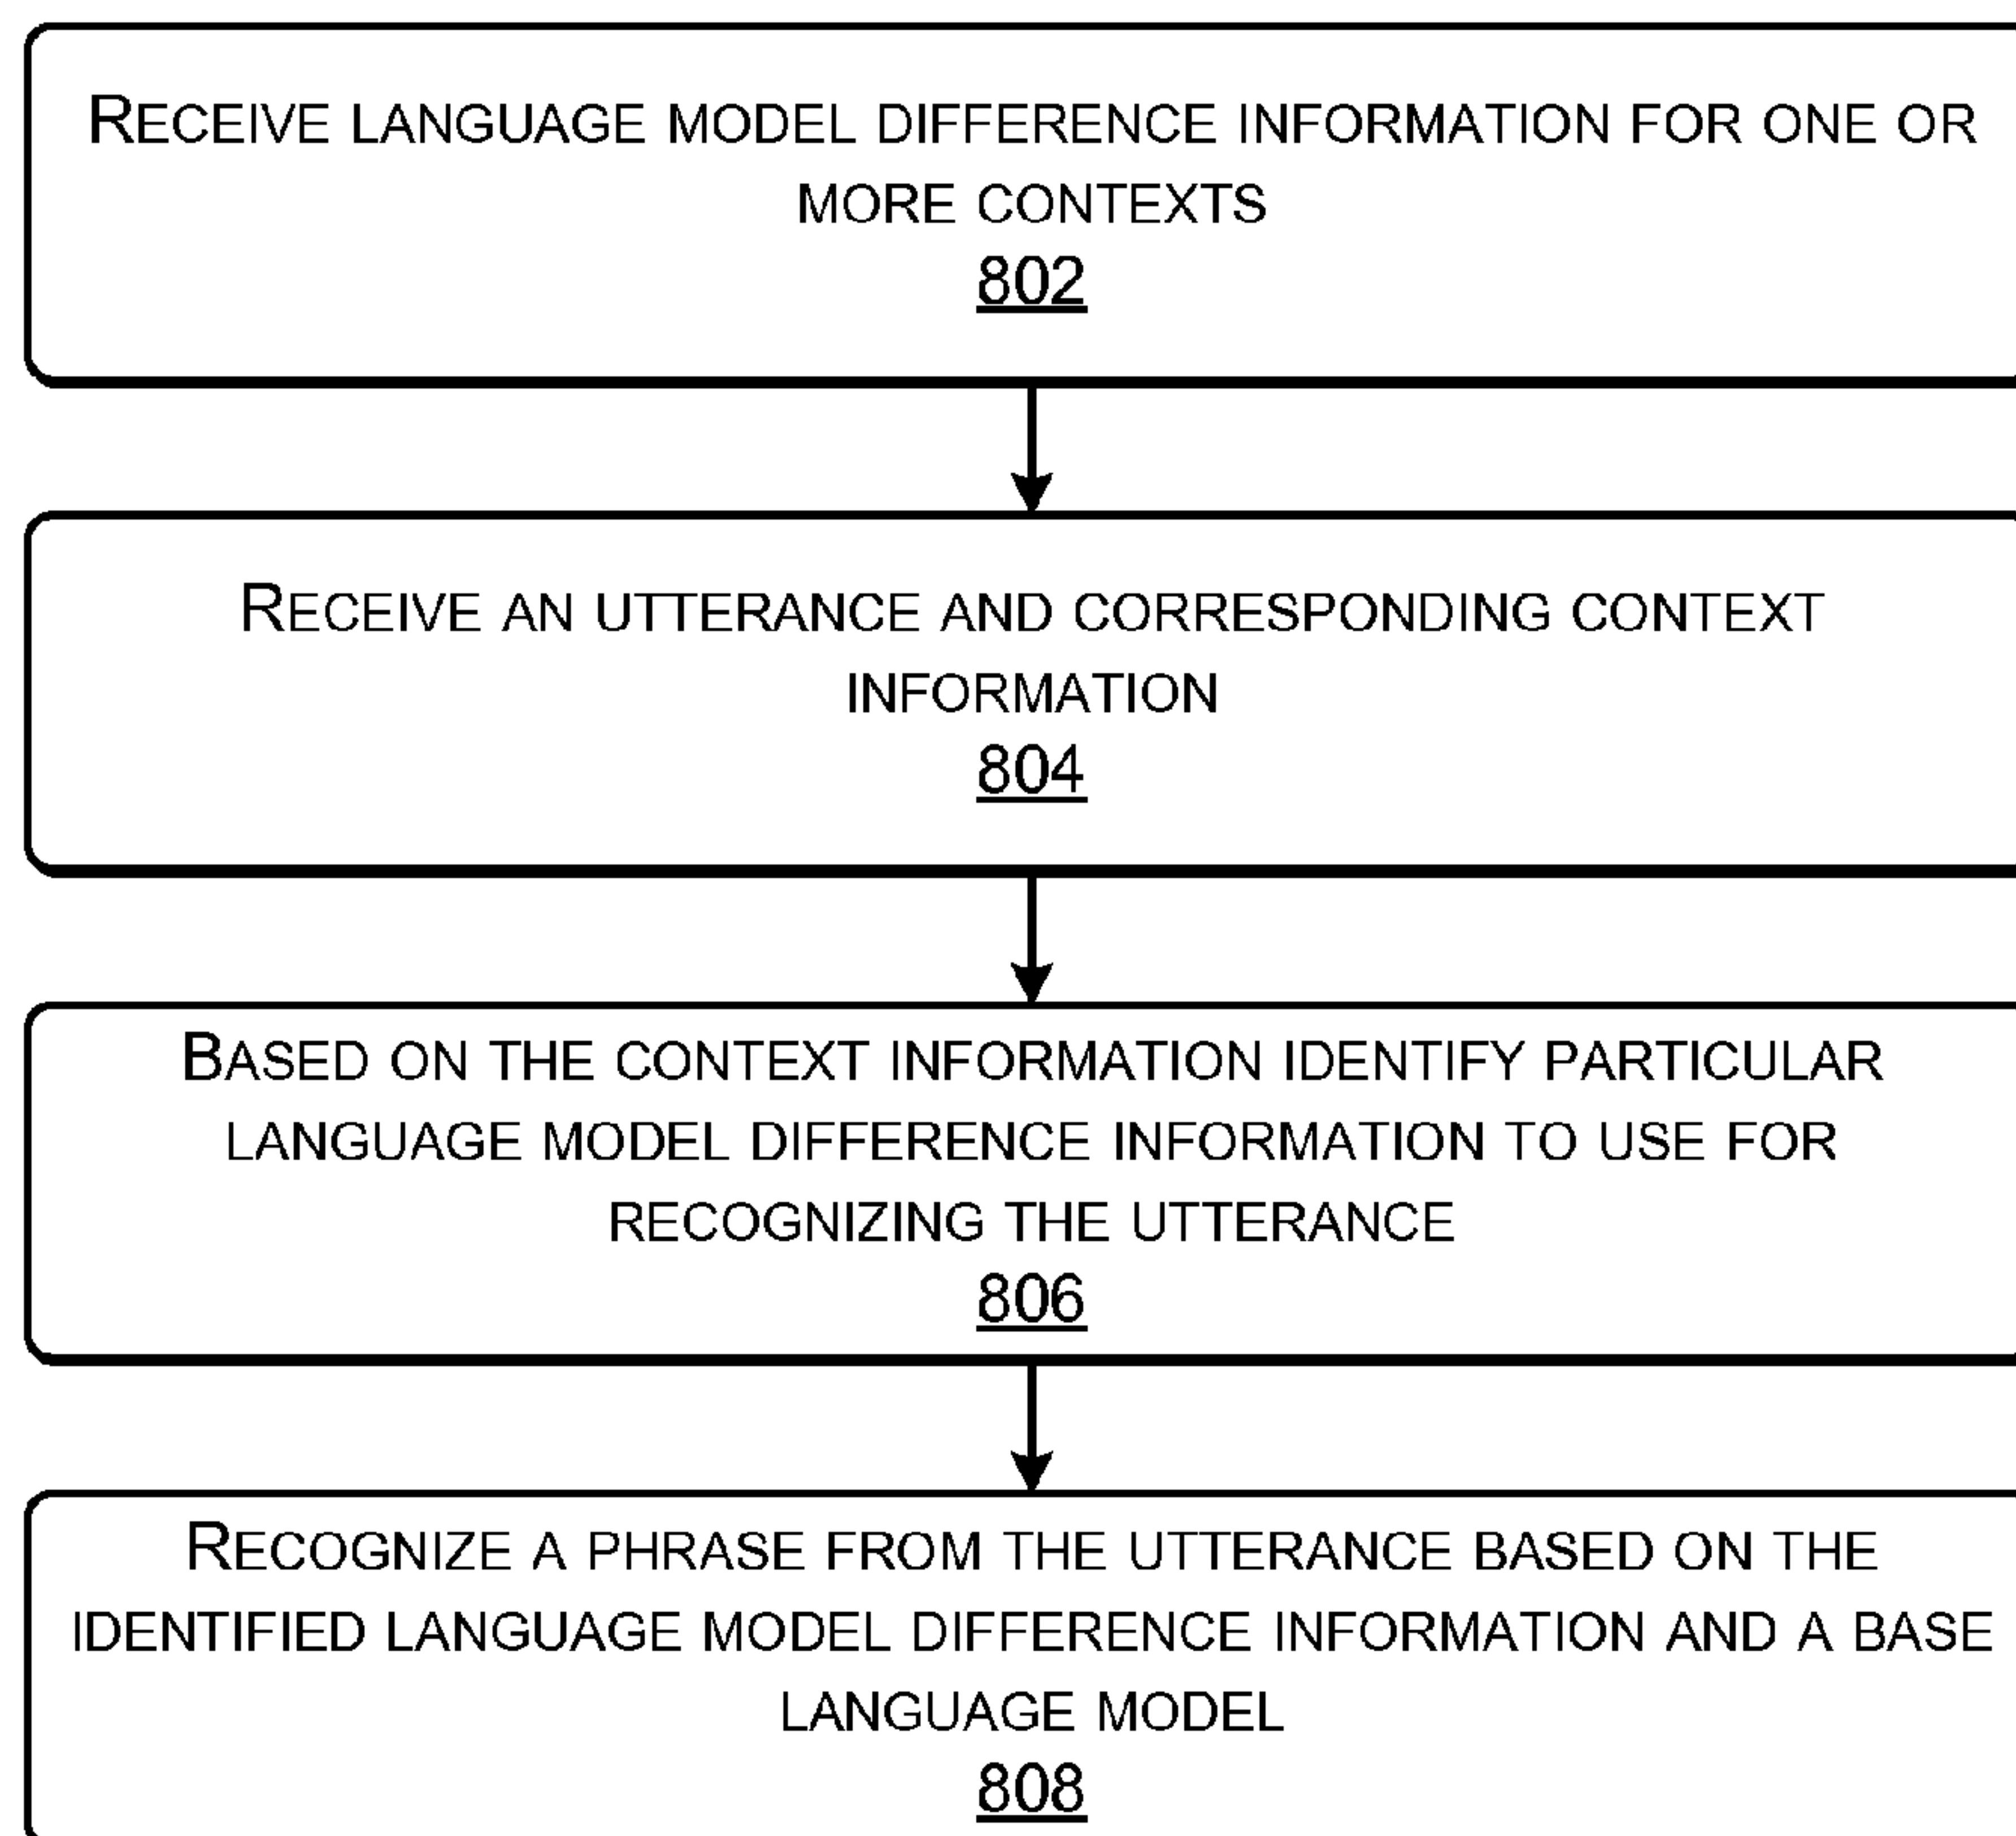 Receive language model difference information for one or
more contexts
802
Receive an utterance and corresponding context
information
804
Based on the context information identify particular
language model difference information to use for
recognizing the utterance
806
Recognize a phrase from the utterance based on the
identified language model difference information and a base
language model
808